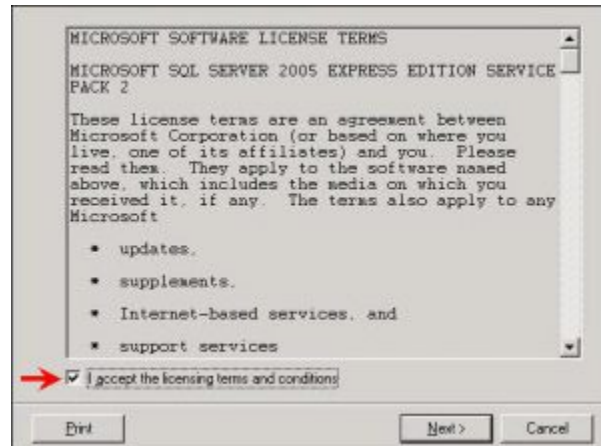 MICROSOFT SOFTWARE LICENSE TERMS
MICROSOFT SQL SERVER 2005 EXPRESS EDITION SERVICE
PACK 2
These license terms are an agreement between
Microsoft Corporation (or based on where you
live, one of its affiliates) and you.  Please
read them.  They apply to the software named
above, which includes the media on which you
received it, if any.  The terms also apply to any
Microsoft
* updates,
* supplements,
* Internet-based services, and
* support services
I accept the licensing terms and conditions
Print Next > Cancel